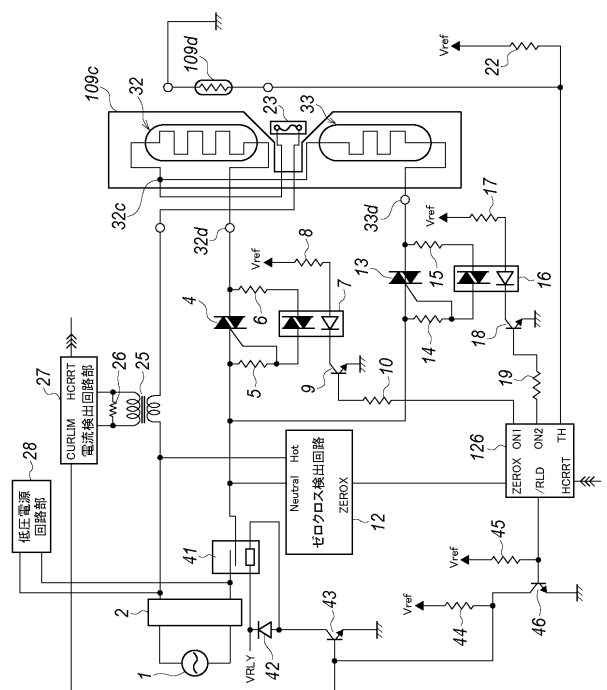 109c
32
109d
23
33
Vref
22
32c
32d
33d
Vref
17
Vref
8
13
15
16
4
6
7
18
14
5
9
10
19
27
CURLIM HCRRT
電流検出回路部
26
25
28
低圧電源
回路部
Neutral Hot
ゼロクロス検出回路
ZEROX
12
126
ZEROX ON1
/RLD ON2
HCRRT TH
41
2
1
VRLY
42
43
Vref
44
Vref
45
46